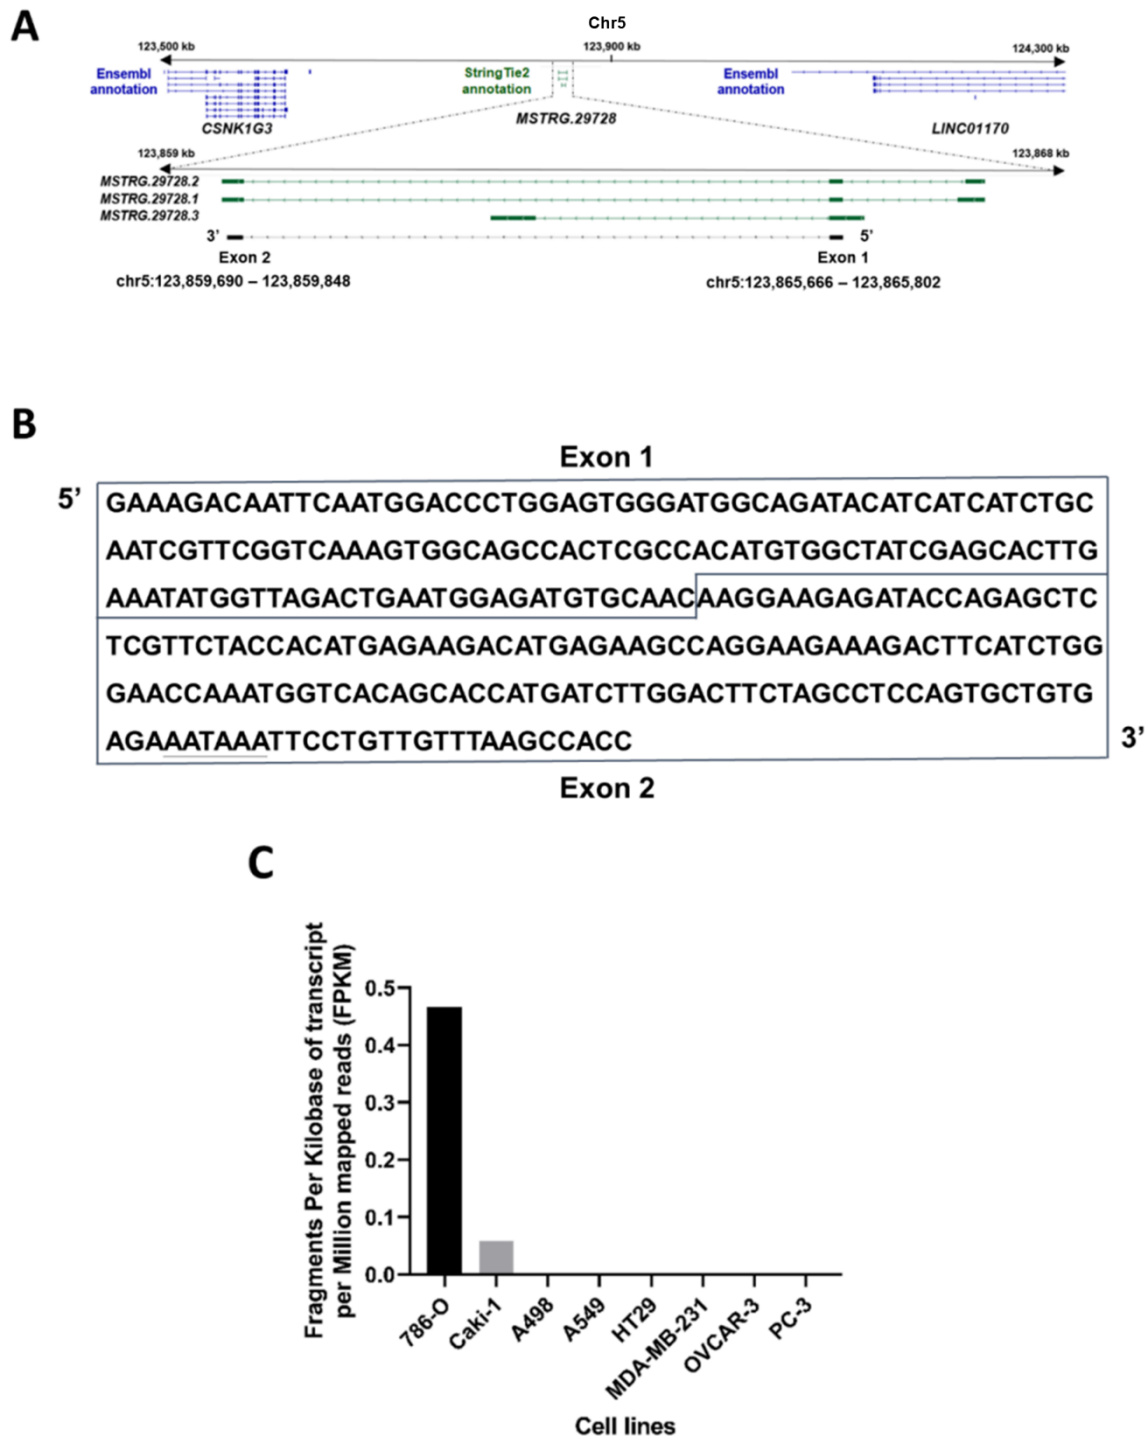 A
Chr5
123,500 kb
123,900 kb
124,300 kb
Ensembl
annotation
StringTie2
annotation
Ensembl
annotation
CSNK1G3
MSTRG.29728
LINC01170
123,859 kb
123,868 kb
MSTRG.29728.2
MSTRG.29728.1
MSTRG.29728.3
3’
5’
Exon 2
Exon 1
chr5:123,859,690 – 123,859,848
chr5:123,865,666 – 123,865,802
B
Exon 1
5’
GAAAGACAATTCAATGGACCCTGGAGTGGGATGGCAGATACATCATCATCTGC
AATCGTTCGGTCAAAGTGGCAGCCACTCGCCACATGTGGCTATCGAGCACTTG
AAATATGGTTAGACTGAATGGAGATGTGCAACAAGGAAGAGATACCAGAGCTC
TCGTTCTACCACATGAGAAGACATGAGAAGCCAGGAAGAAAGACTTCATCTGG
GAACCAAATGGTCACAGCACCATGATCTTGGACTTCTAGCCTCCAGTGCTGTG
AGAAATAAATTCCTGTTGTTTAAGCCACC
3’
Exon 2
C
Fragments Per Kilobase of transcript
per Million mapped reads (FPKM)
0.5
0.4
0.3
0.2
0.1
0.0
786-O
Caki-1
A498
A549
HT29
MDA-MB-231
OVCAR-3
PC-3
Cell lines